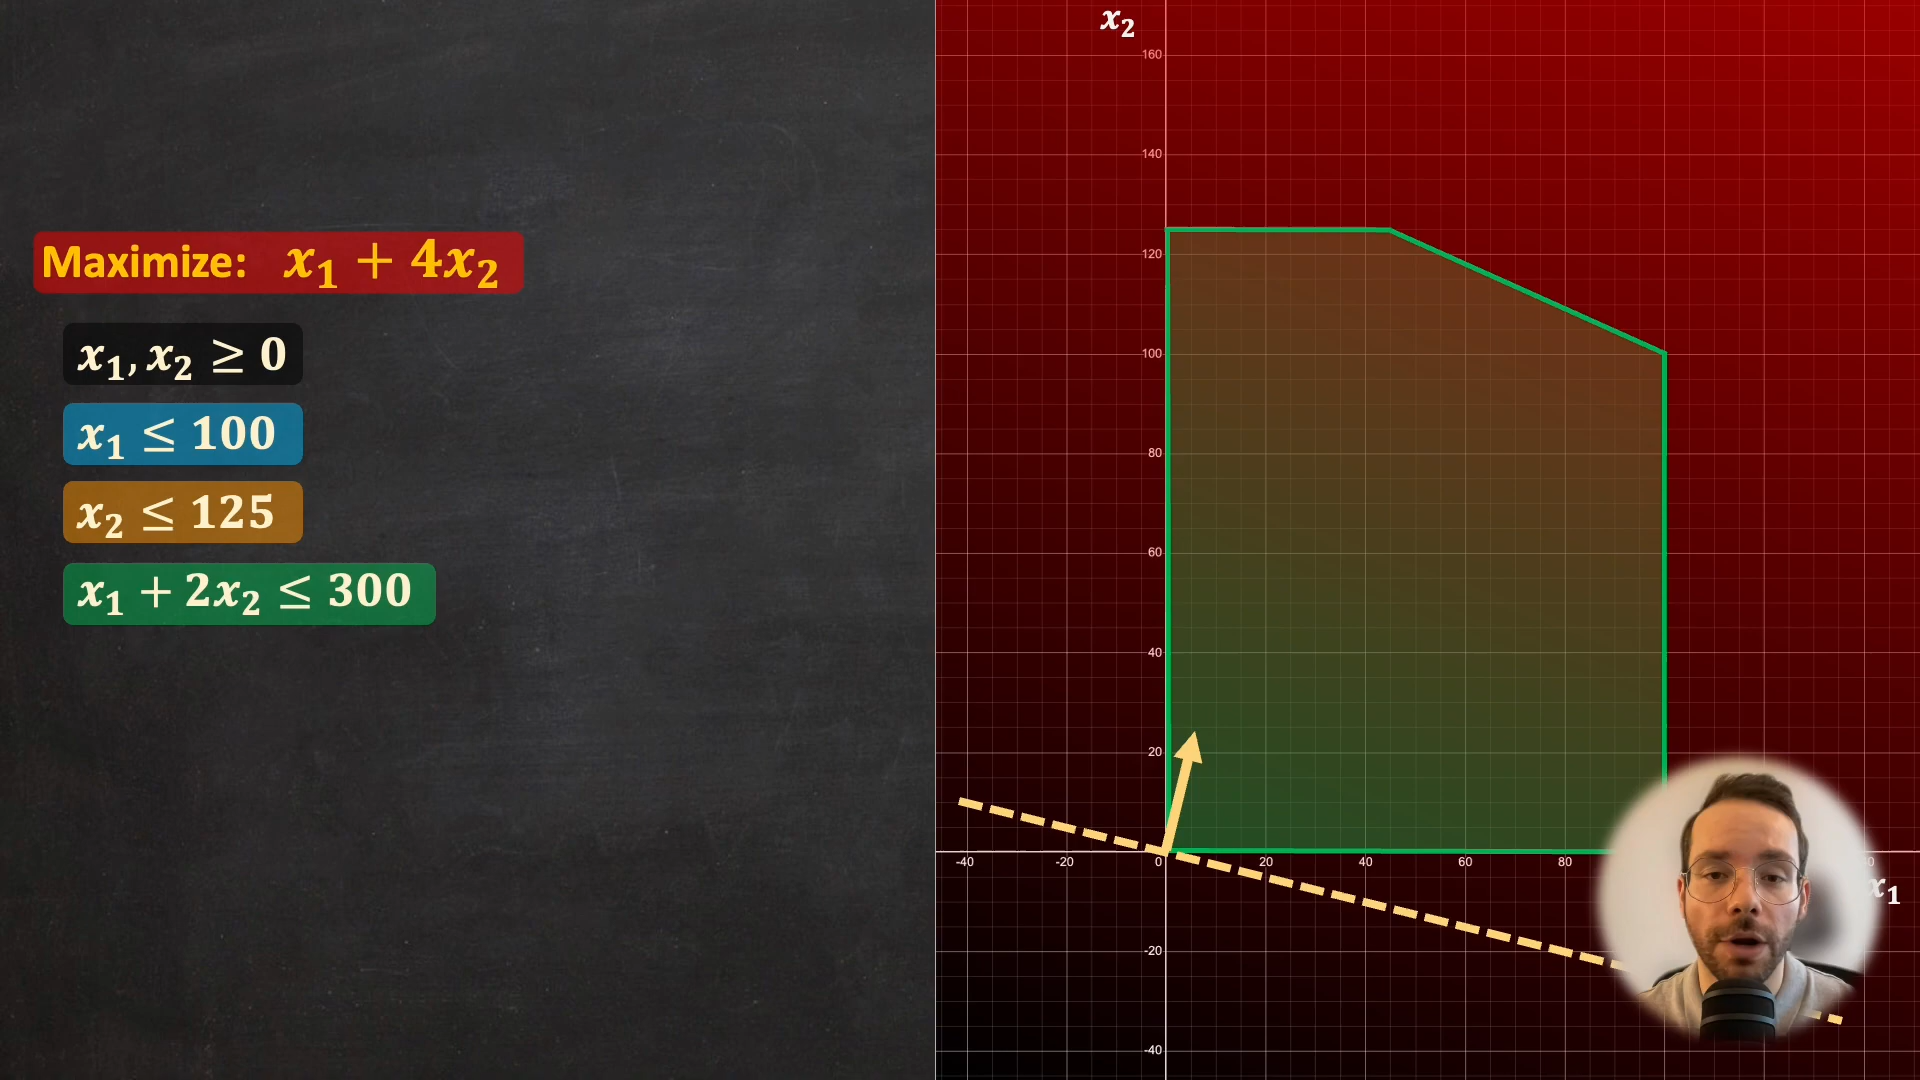 Maximize: x₁ + 4x₂
x₁, x₂ ≥ 0
x₁ ≤ 100
x₂ ≤ 125
x₁ + 2x₂ ≤ 300
x₂
160
140
120
100
80
60
40
20
-40 -20 0 20 40 60 80
x₁
-20
-40